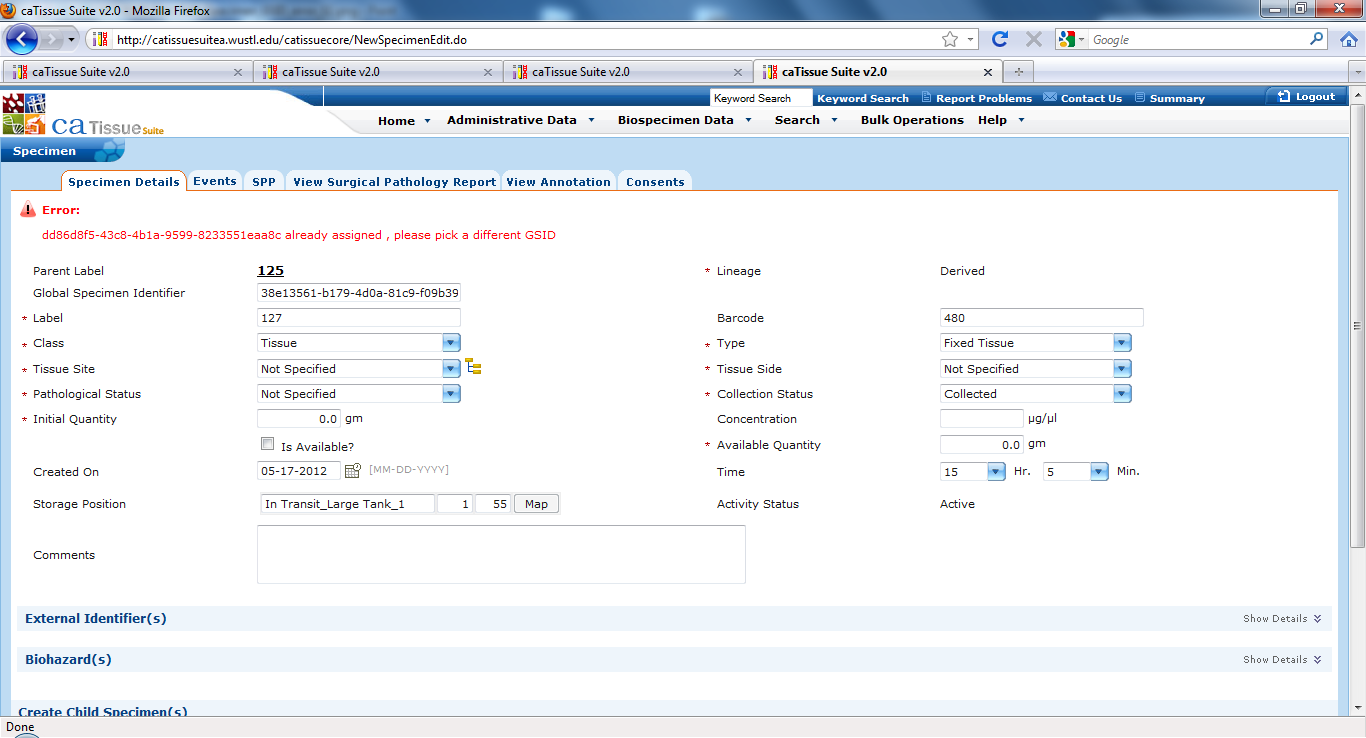 caTissue Suite v2.0 - Mozilla Firefox
http://catissuesuitea.wustl.edu/catissuecore/NewSpecimenEdit.do Google
caTissue Suite v2.0 caTissue Suite v2.0 caTissue Suite v2.0 caTissue Suite v2.0
Keyword Search Keyword Search Report Problems Contact Us Summary Logout
ca Tissue Suite
Home Administrative Data Biospecimen Data Search Bulk Operations Help
Specimen
Specimen Details Events SPP View Surgical Pathology Report View Annotation Consents
Error:
dd86d8f5-43c8-4b1a-9599-8233551eaa8c already assigned , please pick a different GSID
Parent Label 125 * Lineage Derived
Global Specimen Identifier 38e13561-b179-4d0a-81c9-f09b39
* Label 127 Barcode 480
* Class Tissue * Type Fixed Tissue
* Tissue Site Not Specified * Tissue Side Not Specified
* Pathological Status Not Specified * Collection Status Collected
* Initial Quantity 0.0 gm Concentration µg/µl
Is Available? * Available Quantity 0.0 gm
Created On 05-17-2012 [MM-DD-YYYY] Time 15 Hr. 5 Min.
Storage Position In Transit_Large Tank_1 1 55 Map Activity Status Active
Comments
External Identifier(s) Show Details
Biohazard(s) Show Details
Create Child Specimen(s)
Done